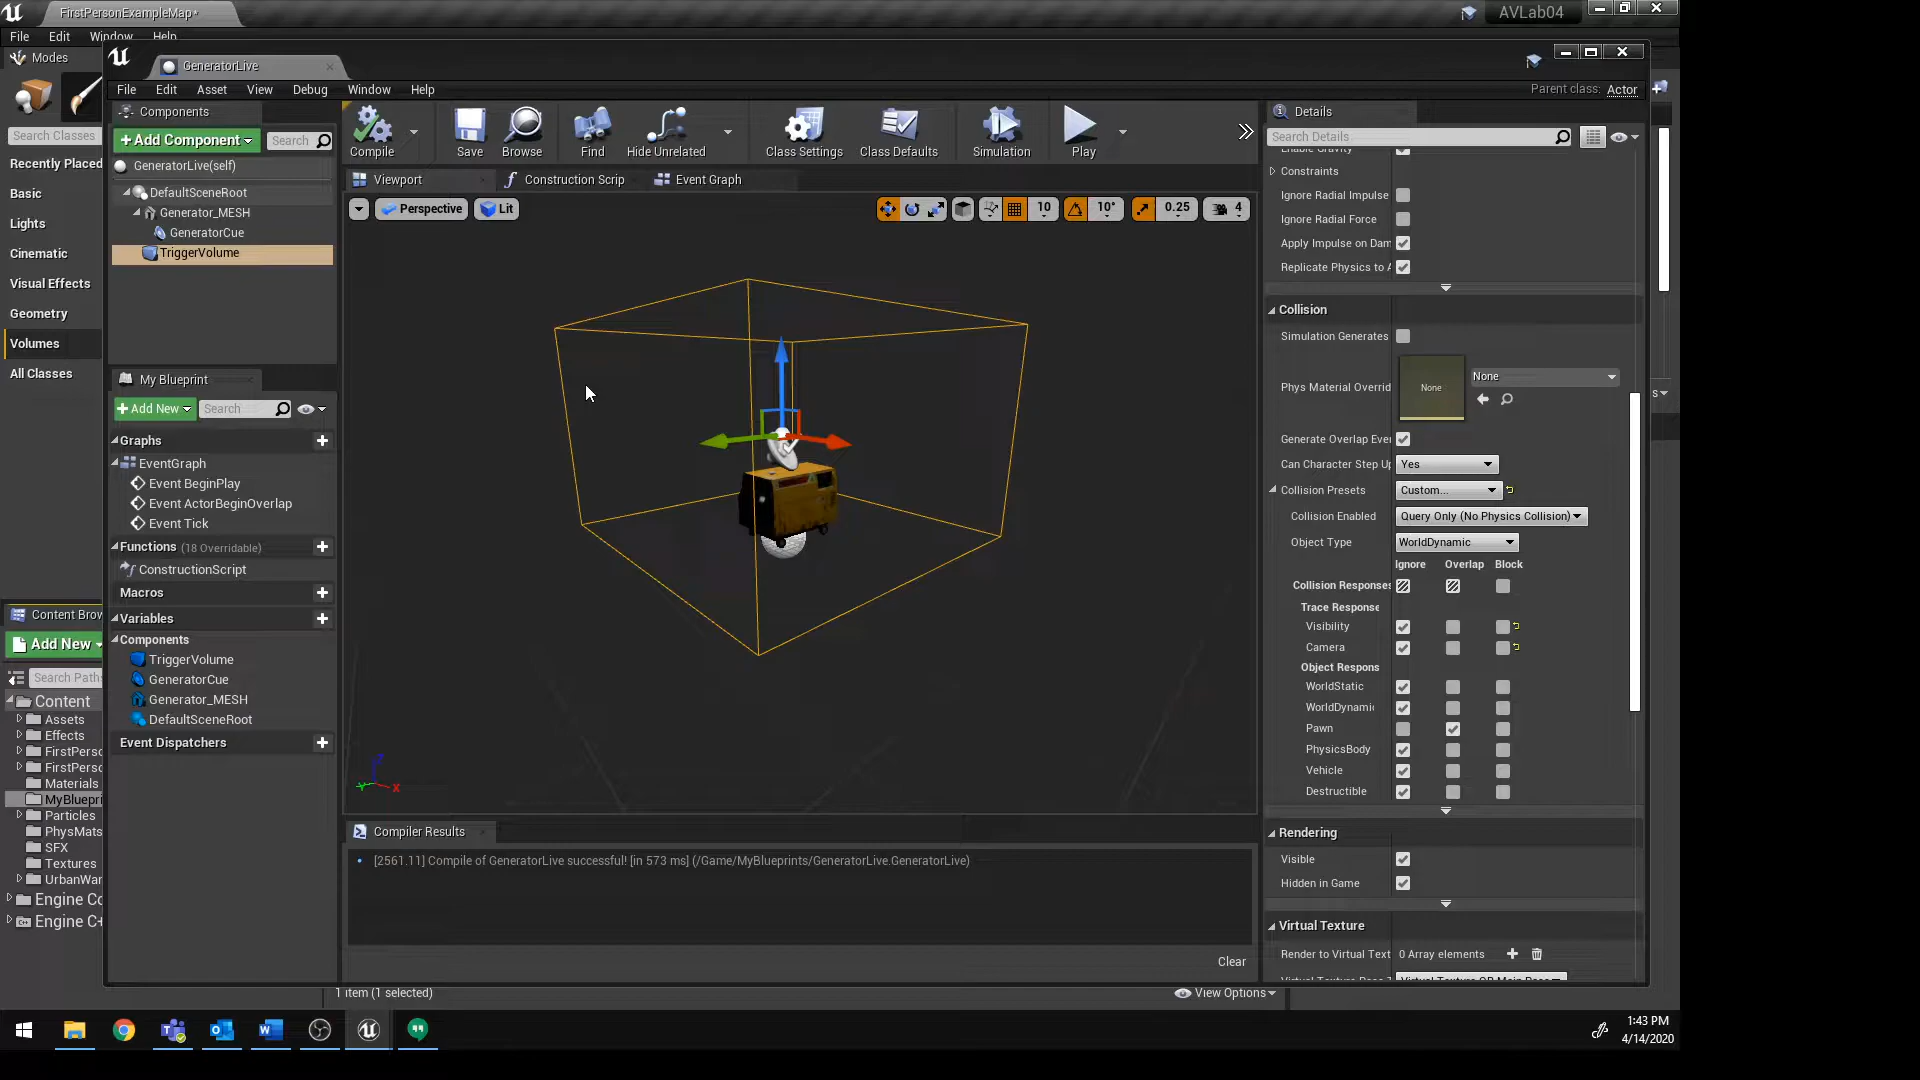 FirstPersonExampleMap*
AVLab04
File Edit Window Help
Modes
Search Classes
Recently Placed
Basic
Lights
Cinematic
Visual Effects
Geometry
Volumes
All Classes
GeneratorLive
File Edit Asset View Debug Window Help
Parent class: Actor
Components
+Add Component
Search
GeneratorLive(self)
DefaultSceneRoot
Generator_MESH
GeneratorCue
TriggerVolume
My Blueprint
+Add New
Search
Graphs
EventGraph
Event BeginPlay
Event ActorBeginOverlap
Event Tick
Functions (18 Overridable)
ConstructionScript
Macros
Variables
Components
TriggerVolume
GeneratorCue
Generator_MESH
DefaultSceneRoot
Event Dispatchers
Compile
Save
Browse
Find
Hide Unrelated
Class Settings
Class Defaults
Simulation
Play
Viewport
Construction Scrip
Event Graph
Perspective
Lit
10
10°
0.25
4
Compiler Results
[2561.11] Compile of GeneratorLive successful! [in 573 ms] (/Game/MyBlueprints/GeneratorLive.GeneratorLive)
Clear
Details
Search Details
Enable Gravity
Constraints
Ignore Radial Impulse
Ignore Radial Force
Apply Impulse on Dam
Replicate Physics to A
Collision
Simulation Generates
Phys Material Overrid
None
None
Generate Overlap Ever
Can Character Step Up
Yes
Collision Presets
Custom...
Collision Enabled
Query Only (No Physics Collision)
Object Type
WorldDynamic
Ignore Overlap Block
Collision Responses
Trace Response
Visibility
Camera
Object Respons
WorldStatic
WorldDynamic
Pawn
PhysicsBody
Vehicle
Destructible
Rendering
Visible
Hidden in Game
Virtual Texture
Render to Virtual Text
0 Array elements
Content Brow
Add New
Search Paths
Content
Assets
Effects
FirstPerso
FirstPerso
Materials
MyBluepri
Particles
PhysMats
SFX
Textures
UrbanWar
Engine Co
Engine C+
1 item (1 selected)
View Options
1:43 PM
4/14/2020